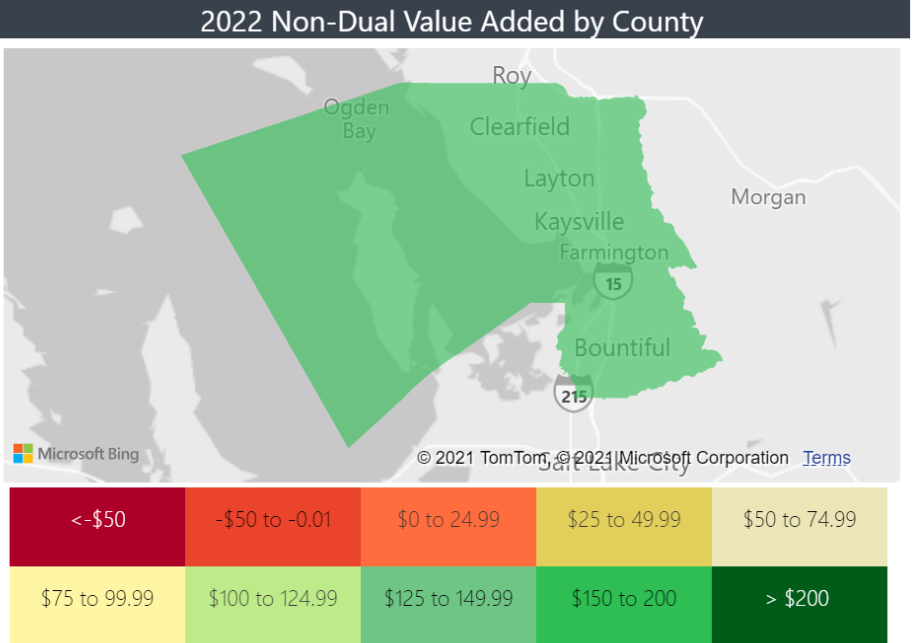 2022 Non-Dual Value Added by County
Roy
Ogden
Bay
Clearfield
Layton
Morgan
Kaysville
Farmington
15
Bountiful
215
Microsoft Bing
© 2021 TomTom, © 2021 Microsoft Corporation Terms
Salt Lake City
<-$50
-$50 to -0.01
$0 to 24.99
$25 to 49.99
$50 to 74.99
$75 to 99.99
$100 to 124.99
$125 to 149.99
$150 to 200
> $200